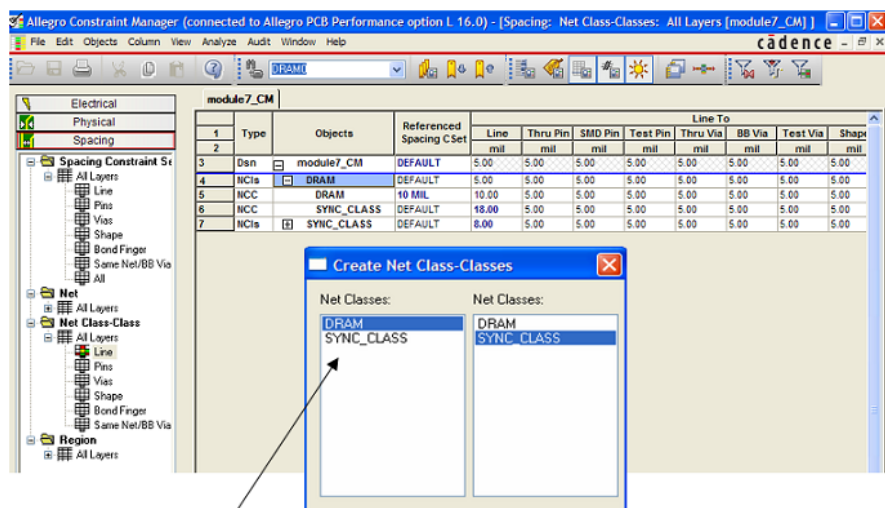 Allegro Constraint Manager (connected to Allegro PCB Performance option L 16.0) - [Spacing: Net Class-Classes: All Layers [module7_CM] ]
File Edit Objects Column View Analyze Audit Window Help
cādence
DRAM
Electrical
Physical
Spacing
Spacing Constraint Se
All Layers
Line
Pins
Vias
Shape
Bond Finger
Same Net/BB Via
All
Net
All Layers
Net Class-Class
All Layers
Line
Pins
Vias
Shape
Bond Finger
Same Net/BB Via
Region
All Layers
module7_CM
Line To
1 Type Objects Referenced Spacing CSet Line Thru Pin SMD Pin Test Pin Thru Via BB Via Test Via Shape
2 mil mil mil mil mil mil mil mil
3 Dsn module7_CM DEFAULT 5.00 5.00 5.00 5.00 5.00 5.00 5.00 5.00
4 NCls DRAM DEFAULT 5.00 5.00 5.00 5.00 5.00 5.00 5.00 5.00
5 NCC DRAM 10 MIL 10.00 5.00 5.00 5.00 5.00 5.00 5.00 5.00
6 NCC SYNC_CLASS DEFAULT 18.00 5.00 5.00 5.00 5.00 5.00 5.00 5.00
7 NCls SYNC_CLASS DEFAULT 8.00 5.00 5.00 5.00 5.00 5.00 5.00 5.00
Create Net Class-Classes
Net Classes: Net Classes:
DRAM DRAM
SYNC_CLASS SYNC_CLASS